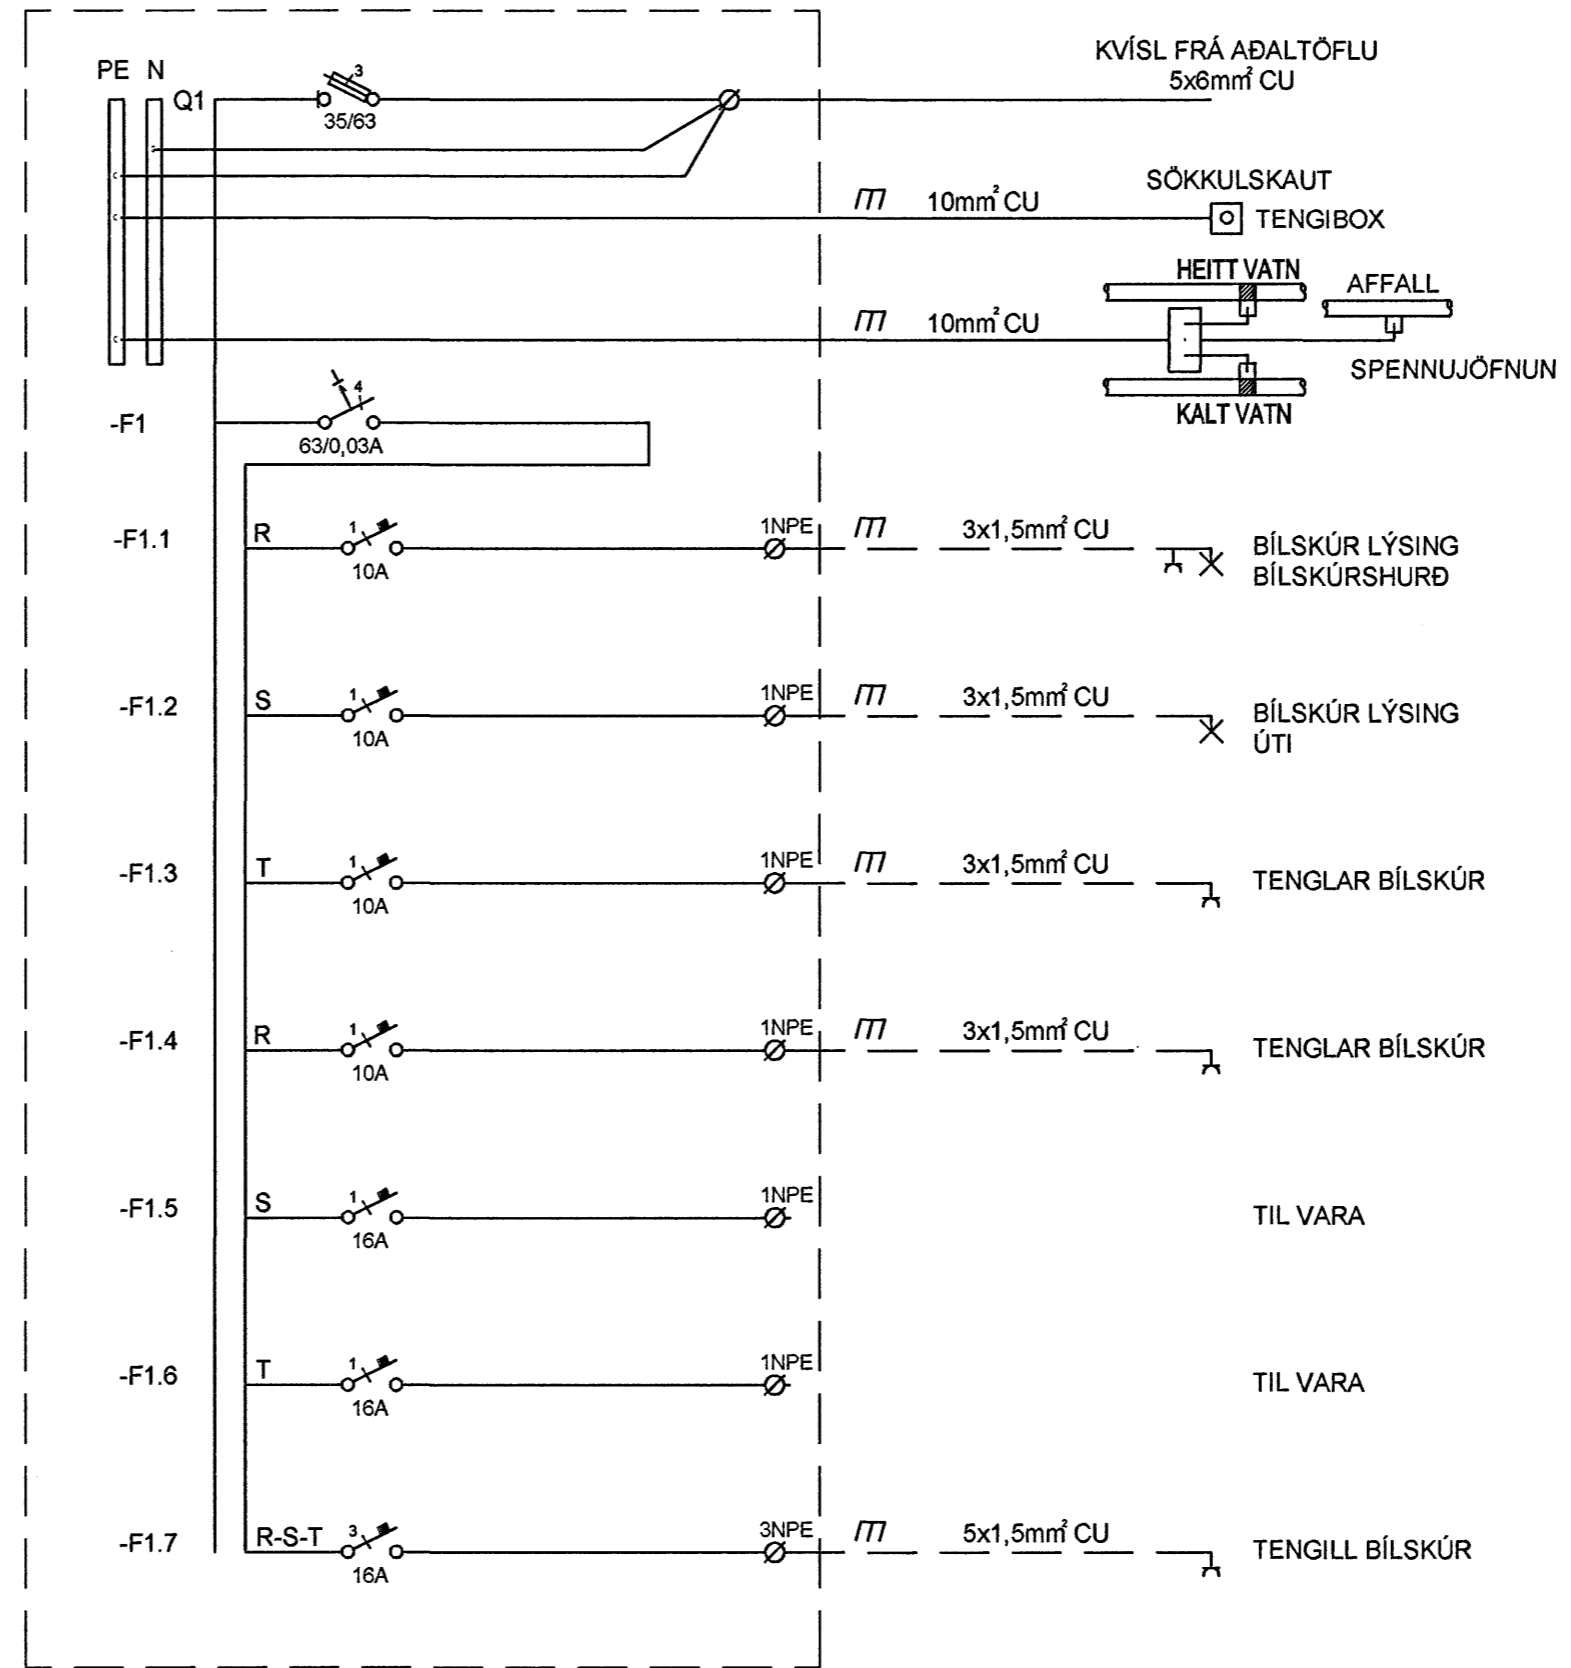 KVÍSL FRÁ AÐALTÖFLU
5x6mm² CU
PE N
Q1
3
35/63
SÖKKULSKAUT
10mm² CU
TENGIBOX
HEITT VATN
AFFALL
10mm² CU
SPENNUJÖFNUN
KALT VATN
-F1
4
63/0,03A
-F1.1 R 1 10A 1NPE 3x1,5mm² CU BÍLSKÚR LÝSING
BÍLSKÚRSHURÐ
-F1.2 S 1 10A 1NPE 3x1,5mm² CU BÍLSKÚR LÝSING
ÚTI
-F1.3 T 1 10A 1NPE 3x1,5mm² CU TENGLAR BÍLSKÚR
-F1.4 R 1 10A 1NPE 3x1,5mm² CU TENGLAR BÍLSKÚR
-F1.5 S 1 16A 1NPE TIL VARA
-F1.6 T 1 16A 1NPE TIL VARA
-F1.7 R-S-T 3 16A 3NPE 5x1,5mm² CU TENGILL BÍLSKÚR